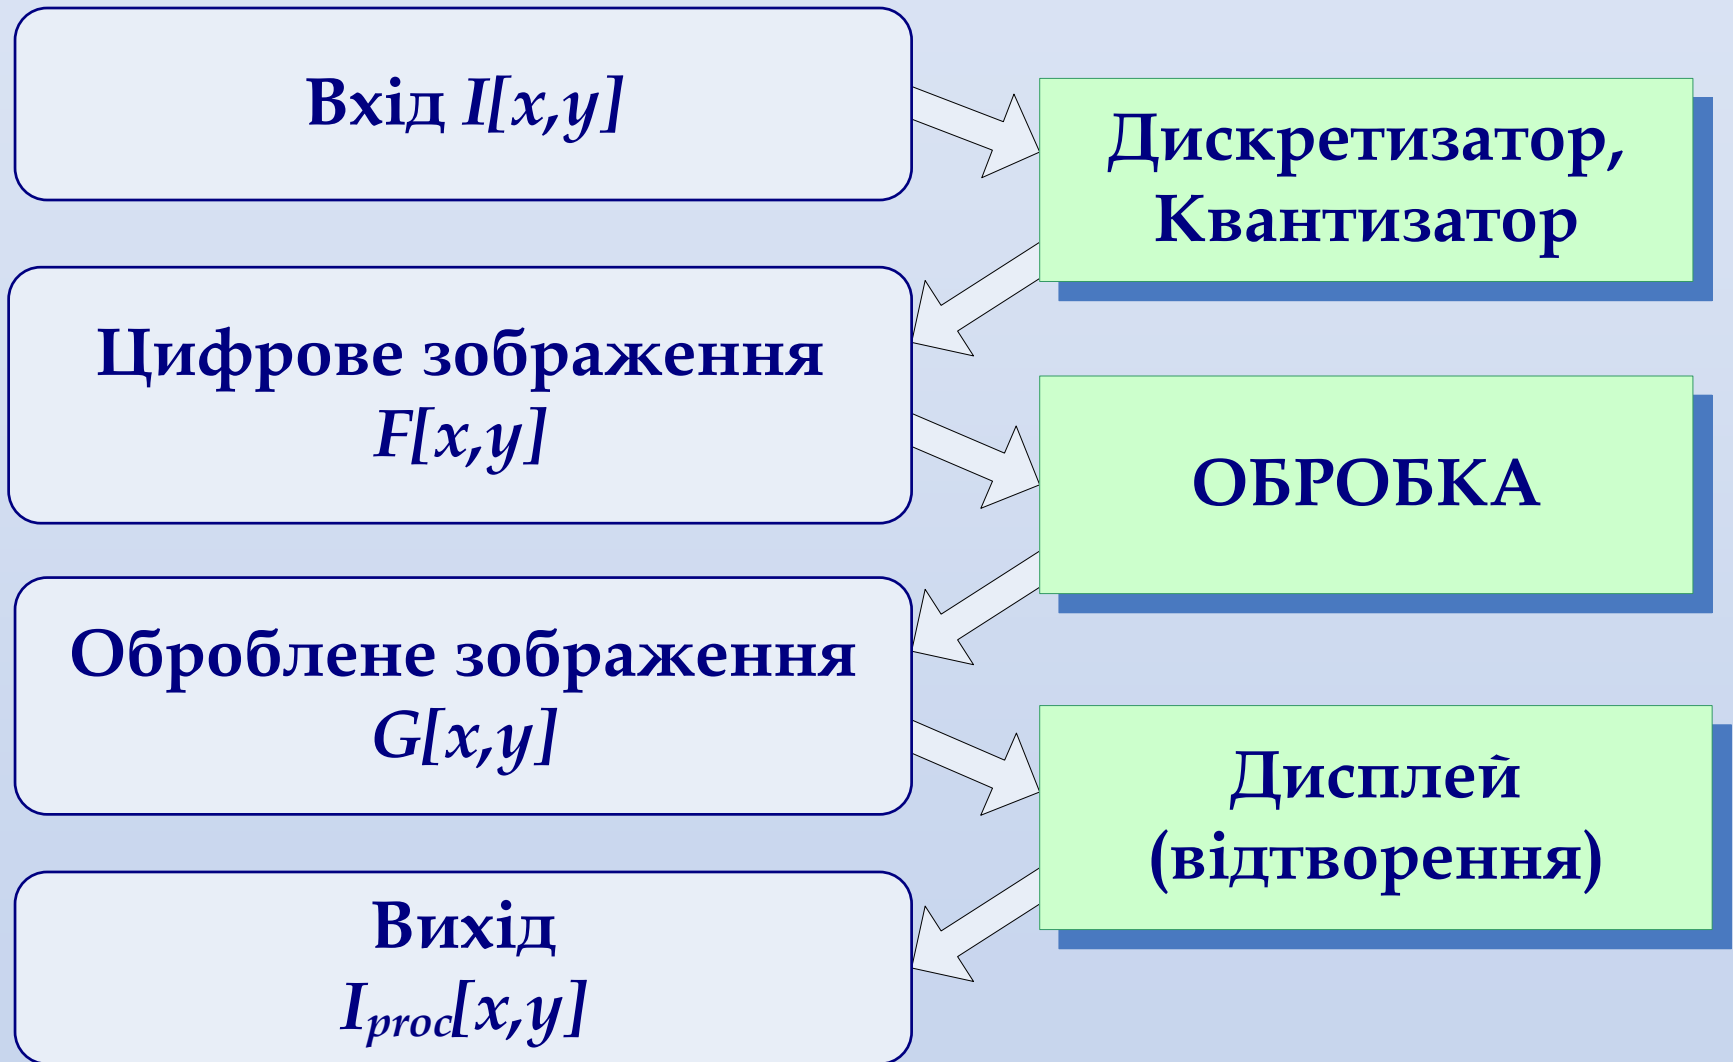 Вхід I[x,y]
Дискретизатор,
Квантизатор
Цифрове зображення
F[x,y]
ОБРОБКА
Оброблене зображення
G[x,y]
Дисплей
(відтворення)
Вихід
Iproc[x,y]